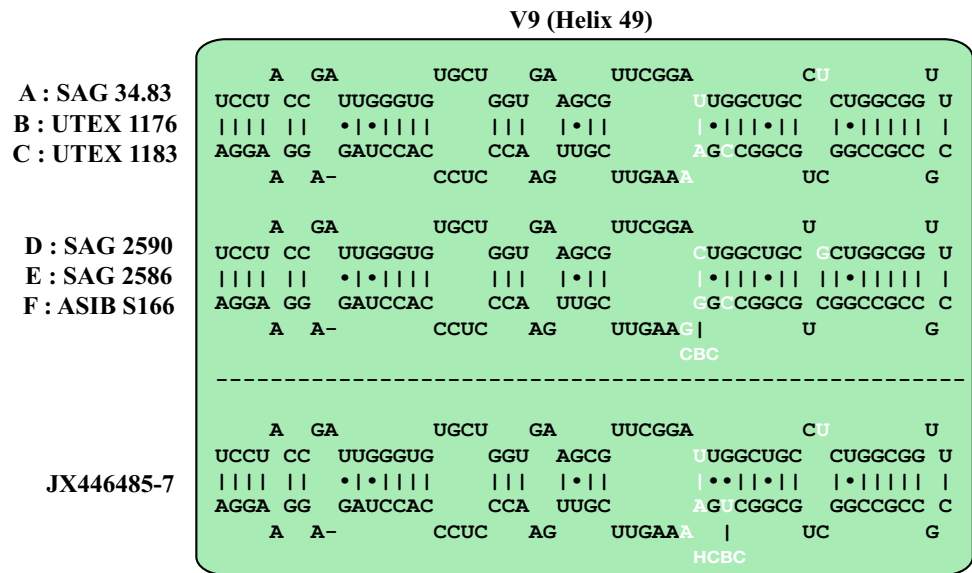 V9 (Helix 49)
A GA UGCU GA UUCGGA CU U
A : SAG 34.83
UCCU CC UUGGGUG GGU AGCG UUGGCUGC CUGGCGG U
B : UTEX 1176
|||| || •|•|||| ||| |•|| |•|||•|| |•||||| |
C : UTEX 1183
AGGA GG GAUCCAC CCA UUGC AGCCGGCG GGCCGCC C
A A- CCUC AG UUGAAA UC G
A GA UGCU GA UUCGGA U U
D : SAG 2590
UCCU CC UUGGGUG GGU AGCG CUGGCUGC GCUGGCGG U
E : SAG 2586
|||| || •|•|||| ||| |•|| |•|||•|| ||•||||| |
F : ASIB S166
AGGA GG GAUCCAC CCA UUGC GGCCGGCG CGGCCGCC C
A A- CCUC AG UUGAAG | U G
CBC
A GA UGCU GA UUCGGA CU U
UCCU CC UUGGGUG GGU AGCG UUGGCUGC CUGGCGG U
JX446485-7
|||| || •|•|||| ||| |•|| |••||•|| |•||||| |
AGGA GG GAUCCAC CCA UUGC AGUCGGCG GGCCGCC C
A A- CCUC AG UUGAAA | UC G
HCBC